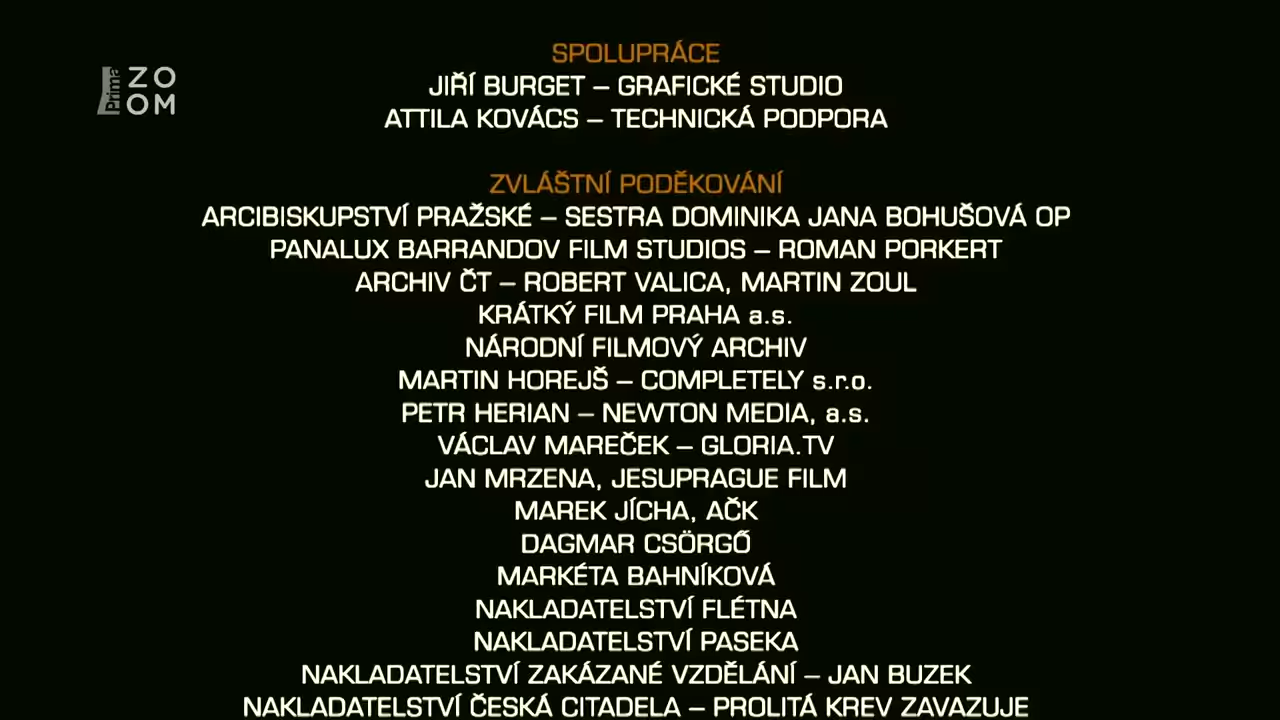 Prima
ZO
OM
SPOLUPRÁCE
JIŘÍ BURGET – GRAFICKÉ STUDIO
ATTILA KOVÁCS – TECHNICKÁ PODPORA
ZVLÁŠTNÍ PODĚKOVÁNÍ
ARCIBISKUPSTVÍ PRAŽSKÉ – SESTRA DOMINIKA JANA BOHUŠOVÁ OP
PANALUX BARRANDOV FILM STUDIOS – ROMAN PORKERT
ARCHIV ČT – ROBERT VALICA, MARTIN ZOUL
KRÁTKÝ FILM PRAHA a.s.
NÁRODNÍ FILMOVÝ ARCHIV
MARTIN HOREJŠ – COMPLETELY s.r.o.
PETR HERIAN – NEWTON MEDIA, a.s.
VÁCLAV MAREČEK – GLORIA.TV
JAN MRZENA, JESUPRAGUE FILM
MAREK JÍCHA, AČK
DAGMAR CSÖRGŐ
MARKÉTA BAHNÍKOVÁ
NAKLADATELSTVÍ FLÉTNA
NAKLADATELSTVÍ PASEKA
NAKLADATELSTVÍ ZAKÁZANÉ VZDĚLÁNÍ – JAN BUZEK
NAKLADATELSTVÍ ČESKÁ CITADELA – PROLITÁ KREV ZAVAZUJE